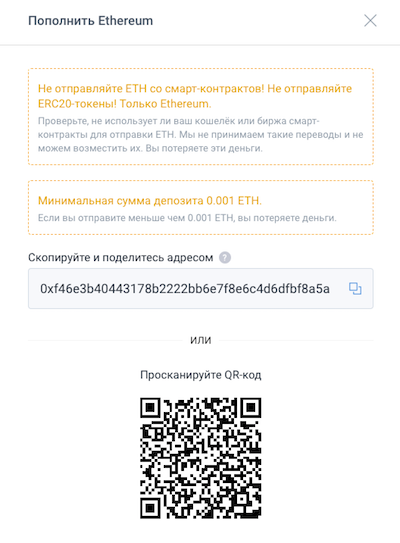 Пополнить Ethereum
Не отправляйте ETH со смарт-контрактов! Не отправляйте
ERC20-токены! Только Ethereum.
Проверьте, не использует ли ваш кошелёк или биржа смарт-
контракты для отправки ETH. Мы не принимаем такие переводы и не
можем возместить их. Вы потеряете эти деньги.
Минимальная сумма депозита 0.001 ETH.
Если вы отправите меньше чем 0.001 ETH, вы потеряете деньги.
Скопируйте и поделитесь адресом ?
0xf46e3b40443178b2222bb6e7f8e6c4d6dfbf8a5a
или
Просканируйте QR-код